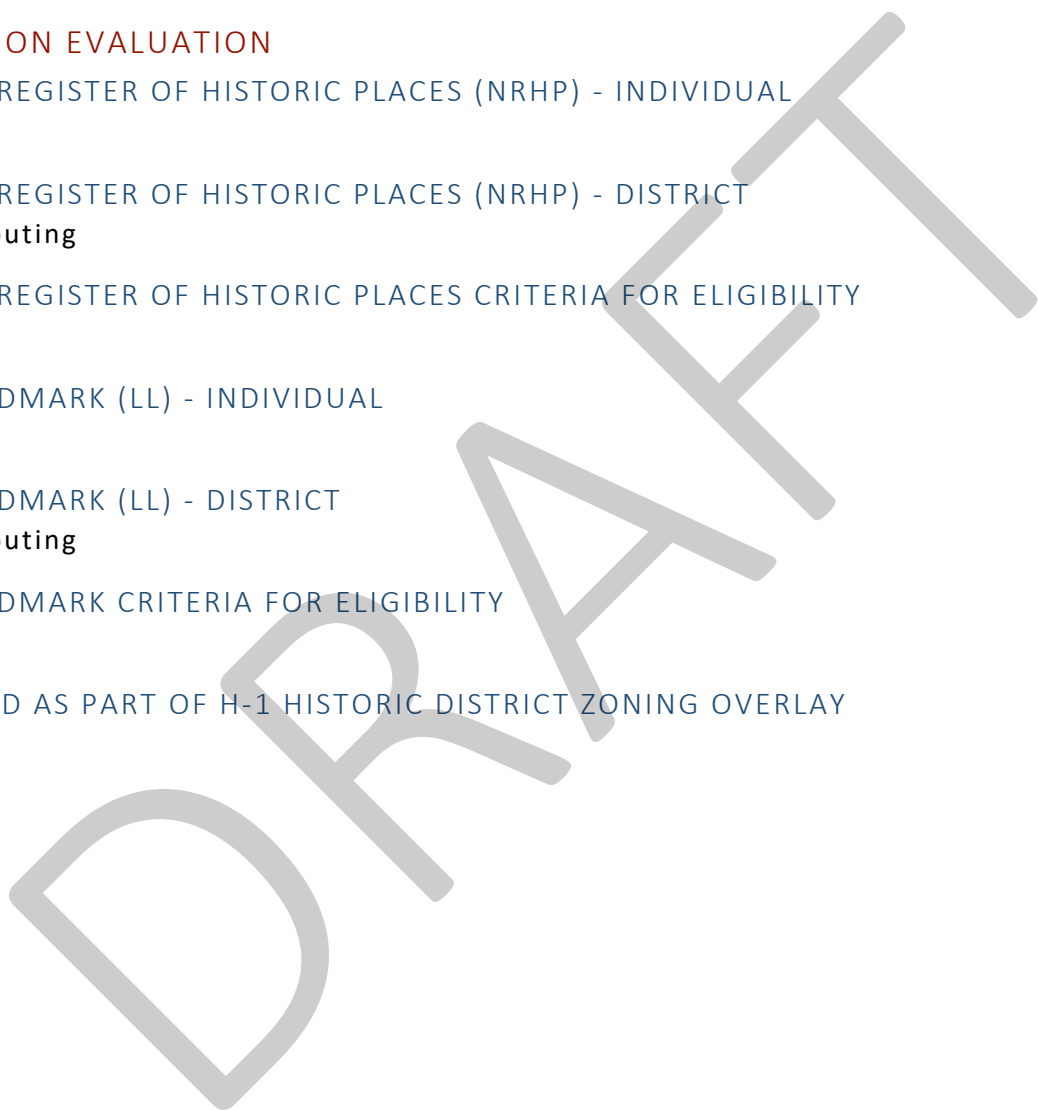 ON EVALUATION
REGISTER OF HISTORIC PLACES (NRHP) - INDIVIDUAL
REGISTER OF HISTORIC PLACES (NRHP) - DISTRICT
outing
REGISTER OF HISTORIC PLACES CRITERIA FOR ELIGIBILITY
DMARK (LL) - INDIVIDUAL
DMARK (LL) - DISTRICT
outing
DMARK CRITERIA FOR ELIGIBILITY
D AS PART OF H-1 HISTORIC DISTRICT ZONING OVERLAY
DRAFT